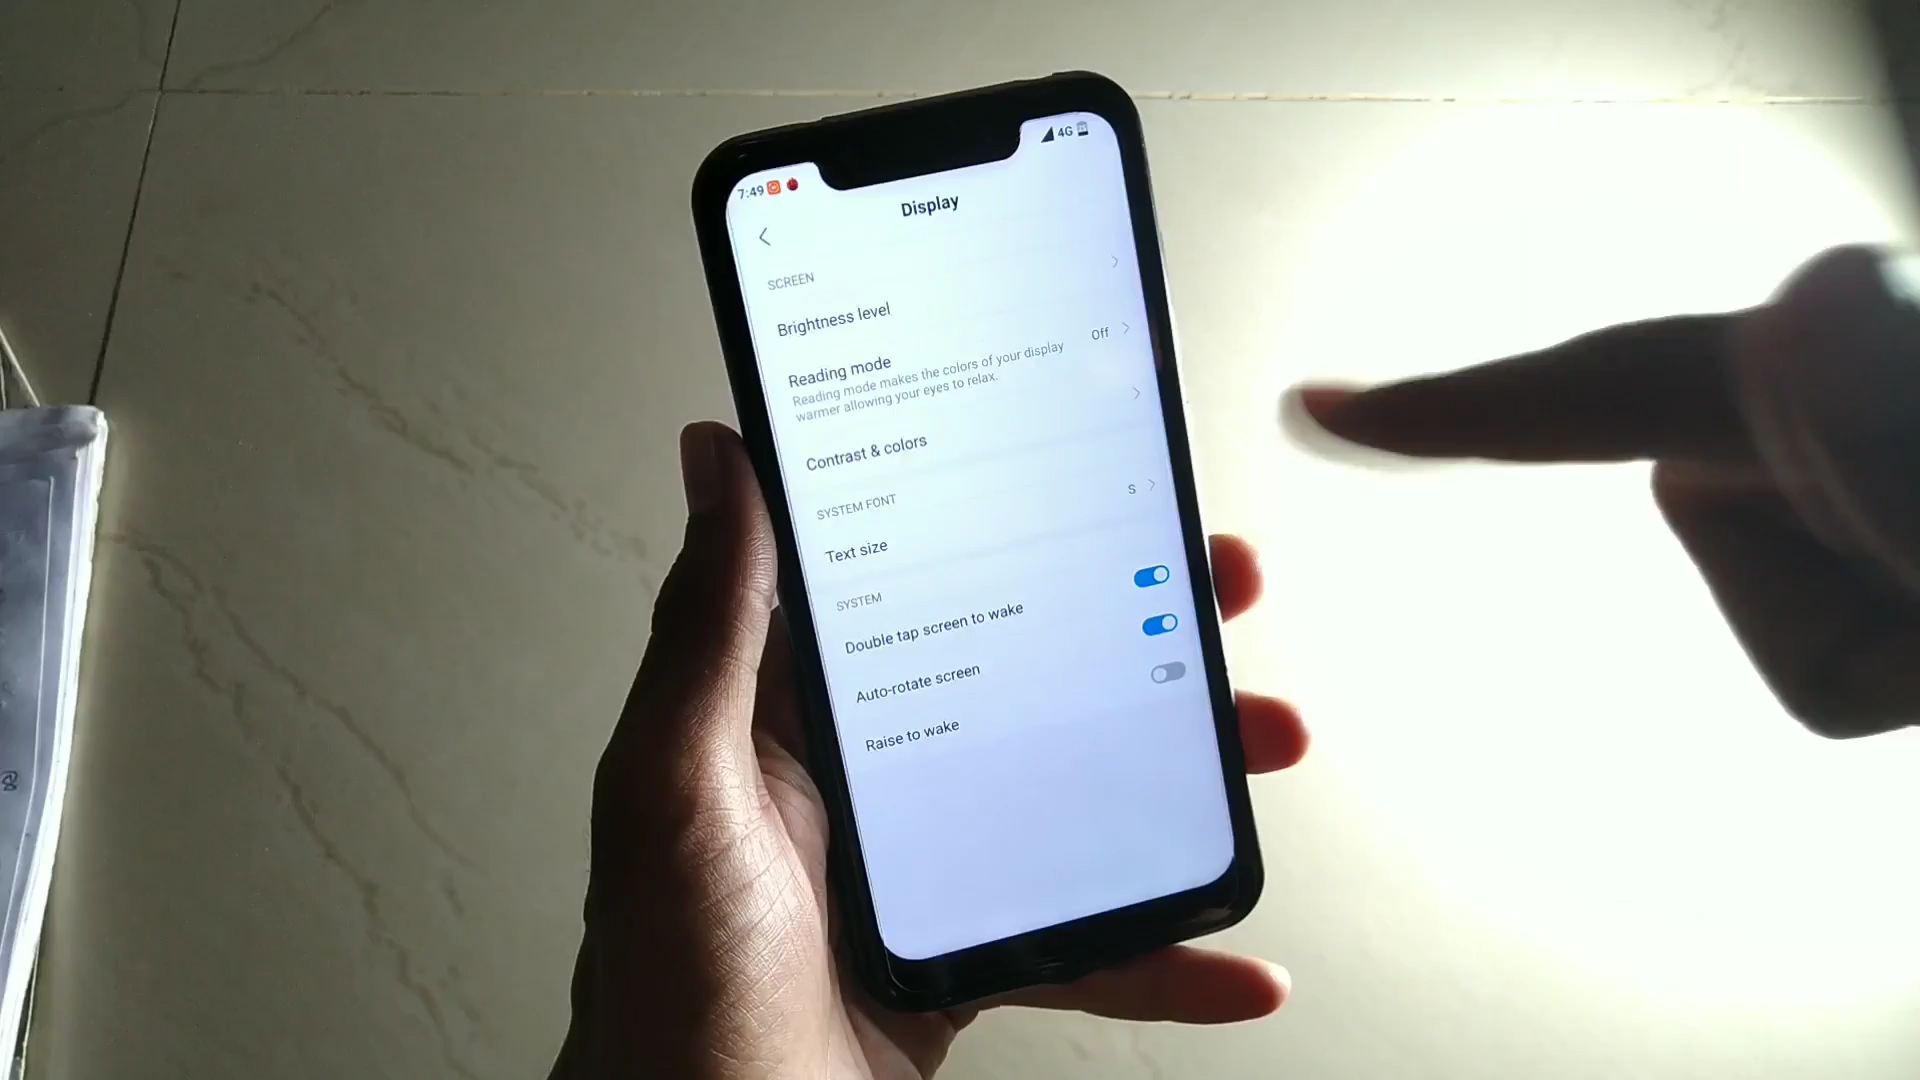 7:49
4G
Display
SCREEN
Brightness level
Reading mode
Off
Reading mode makes the colors of your display
warmer allowing your eyes to relax.
Contrast & colors
SYSTEM FONT
Text size
S
SYSTEM
Double tap screen to wake
Auto-rotate screen
Raise to wake